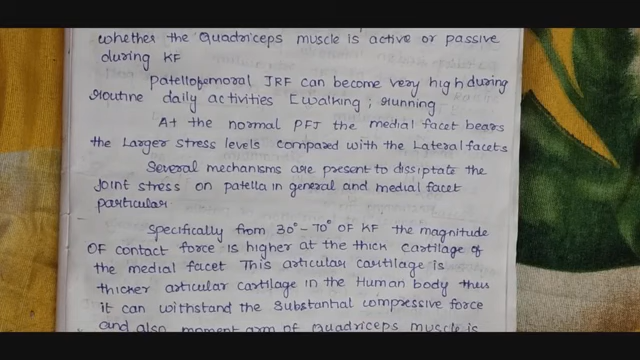 whether the Quadriceps muscle is active or passive
during KF
Patellofemoral JRF can become very high during
routine daily activities [walking ; running
At the normal PFJ the medial facet bears
the Larger stress levels compared with the Lateral facets
Several mechanisms are present to dissiptate the
Joint stress on patella in general and medial facet
particular
Specifically from 30° - 70° OF KF the magnitude
OF contact force is higher at the thick cartilage of
the medial facet This articular cartilage is
thicker articular cartilage in the Human body thus
it can withstand the substantial compressive force
and also moment arm of Quadriceps muscle is